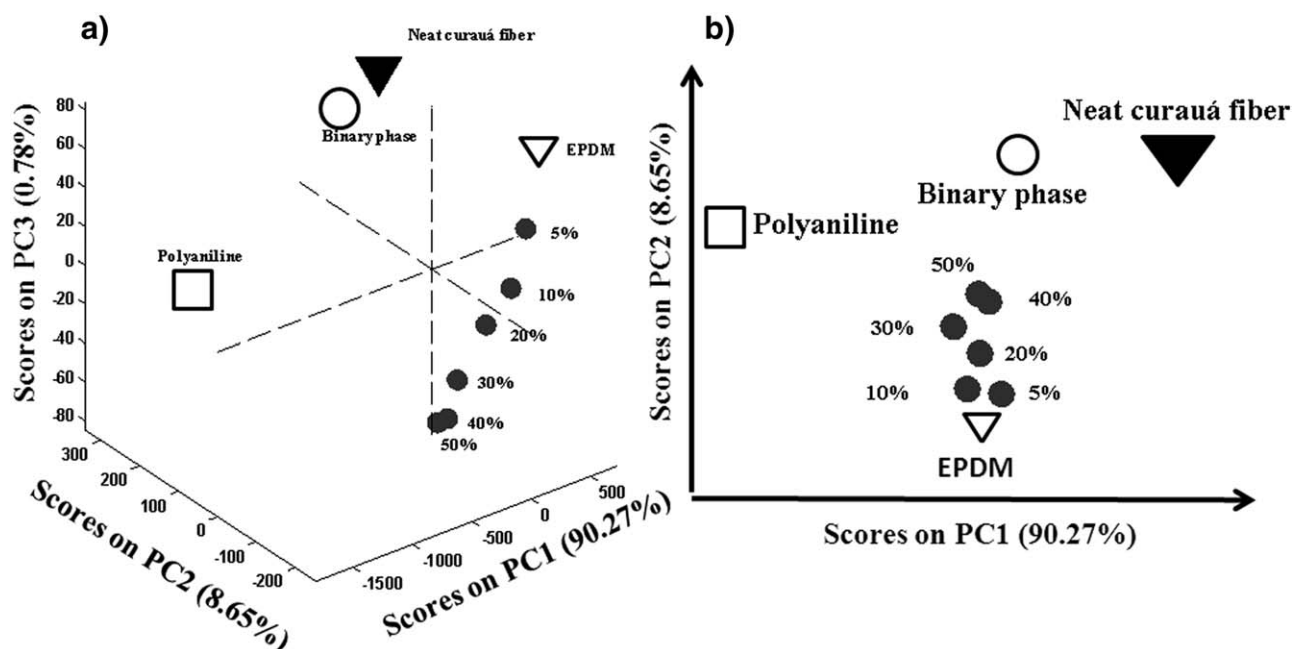 a)
Neat curauá fiber
Binary phase
EPDM
Polyaniline
5%
10%
20%
30%
40%
50%
80
60
40
20
0
-20
-40
-60
-80
Scores on PC3 (0.78%)
300
200
100
0
-100
-200
Scores on PC2 (8.65%)
-1500
-1000
-500
0
500
Scores on PC1 (90.27%)
b)
Neat curauá fiber
Binary phase
Polyaniline
50%
40%
30%
20%
10%
5%
EPDM
Scores on PC2 (8.65%)
Scores on PC1 (90.27%)